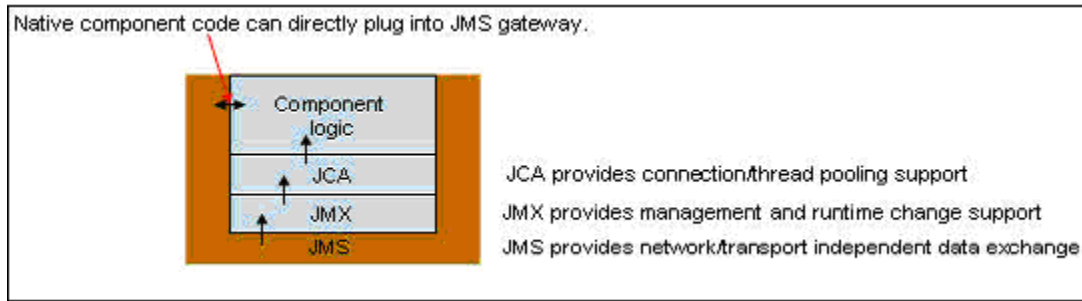 Native component code can directly plug into JMS gateway.
Component
logic
JCA
JCA provides connection/thread pooling support
JMX
JMX provides management and runtime change support
JMS
JMS provides network/transport independent data exchange